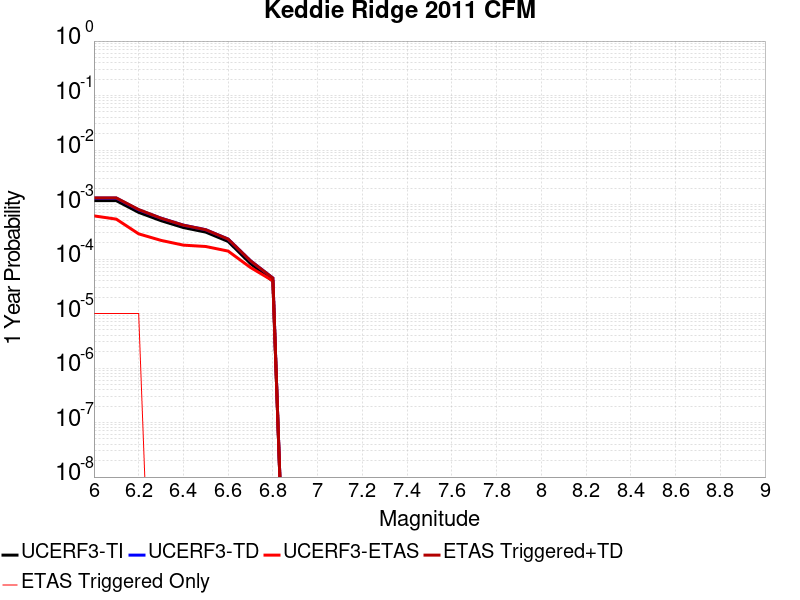 Keddie Ridge 2011 CFM
10^0
10^-1
10^-2
10^-3
10^-4
10^-5
10^-6
10^-7
10^-8
1 Year Probability
6 6.2 6.4 6.6 6.8 7 7.2 7.4 7.6 7.8 8 8.2 8.4 8.6 8.8 9
Magnitude
UCERF3-TI UCERF3-TD UCERF3-ETAS ETAS Triggered+TD
ETAS Triggered Only